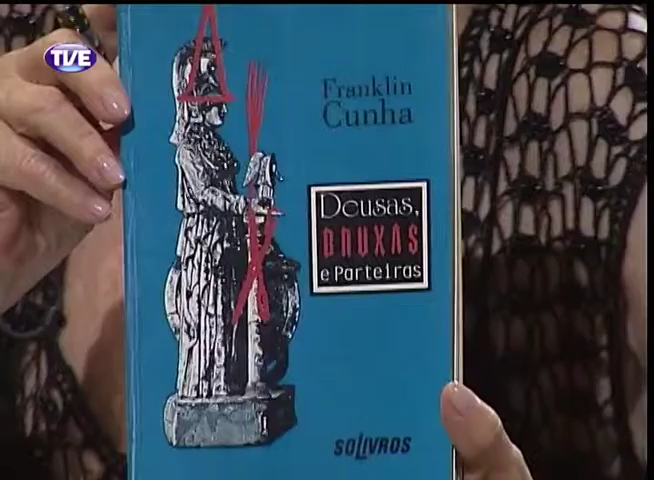 TVE
Franklin
Cunha
Deusas,
BRUXAS
e Parteiras
SOLIVROS